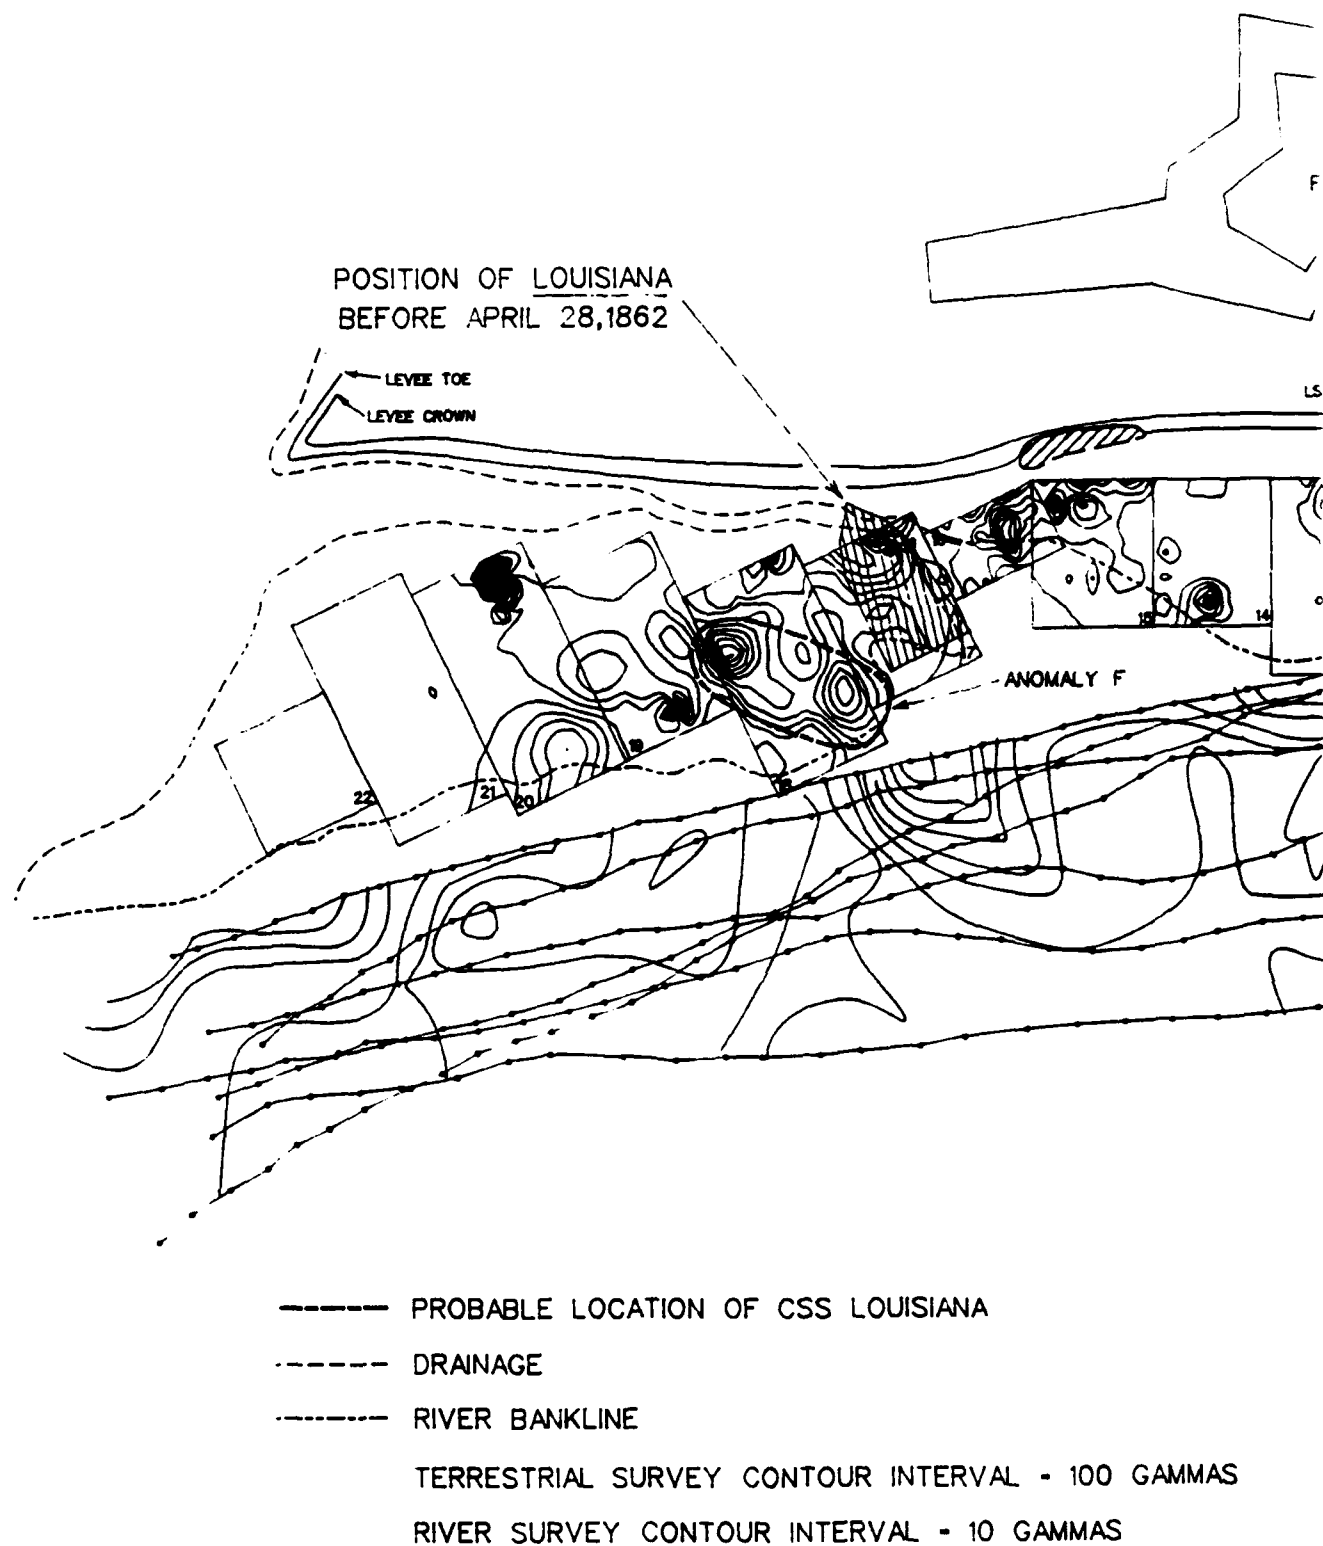 F
POSITION OF LOUISIANA
BEFORE APRIL 28,1862
LEVEE TOE
LEVEE CROWN
LS
17
15
14
ANOMALY F
19
18
22
21
20
PROBABLE LOCATION OF CSS LOUISIANA
DRAINAGE
RIVER BANKLINE
TERRESTRIAL SURVEY CONTOUR INTERVAL - 100 GAMMAS
RIVER SURVEY CONTOUR INTERVAL - 10 GAMMAS